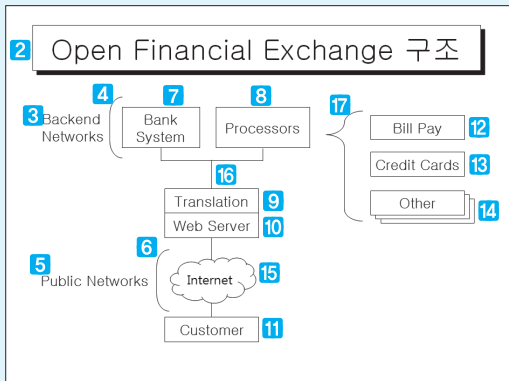 2 Open Financial Exchange 구조
4
7
8
17
3 Backend
Networks
Bank
System
Processors
Bill Pay 12
Credit Cards 13
Other 14
16
Translation 9
Web Server 10
6
5 Public Networks
Internet 15
Customer 11